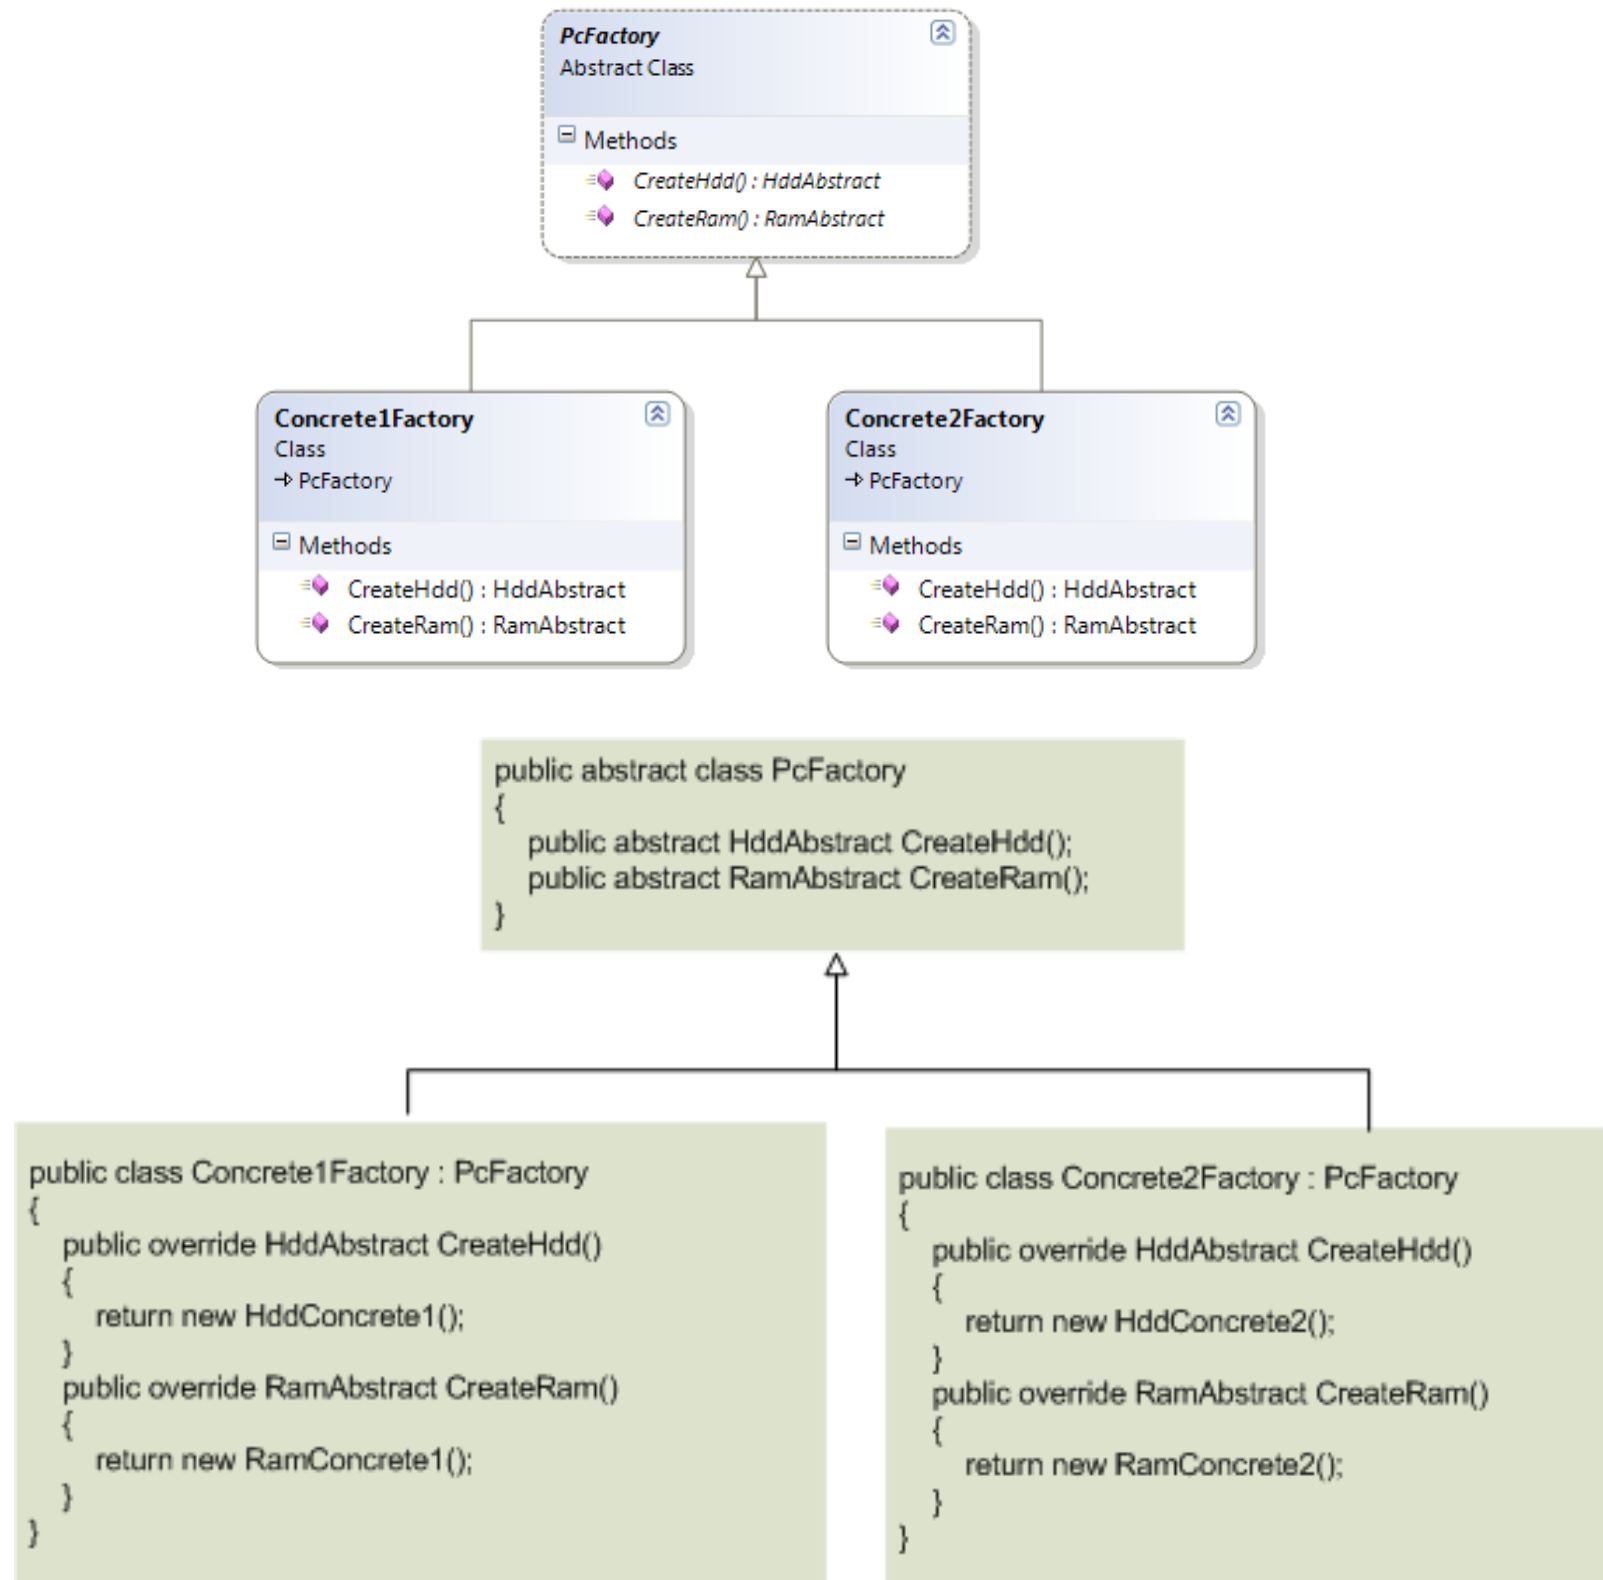 PcFactory
Abstract Class
Methods
CreateHdd() : HddAbstract
CreateRam() : RamAbstract
Concrete1Factory
Class
PcFactory
Methods
CreateHdd() : HddAbstract
CreateRam() : RamAbstract
Concrete2Factory
Class
PcFactory
Methods
CreateHdd() : HddAbstract
CreateRam() : RamAbstract
public abstract class PcFactory
{
public abstract HddAbstract CreateHdd();
public abstract RamAbstract CreateRam();
}
public class Concrete1Factory : PcFactory
{
public override HddAbstract CreateHdd()
{
return new HddConcrete1();
}
public override RamAbstract CreateRam()
{
return new RamConcrete1();
}
}
public class Concrete2Factory : PcFactory
{
public override HddAbstract CreateHdd()
{
return new HddConcrete2();
}
public override RamAbstract CreateRam()
{
return new RamConcrete2();
}
}